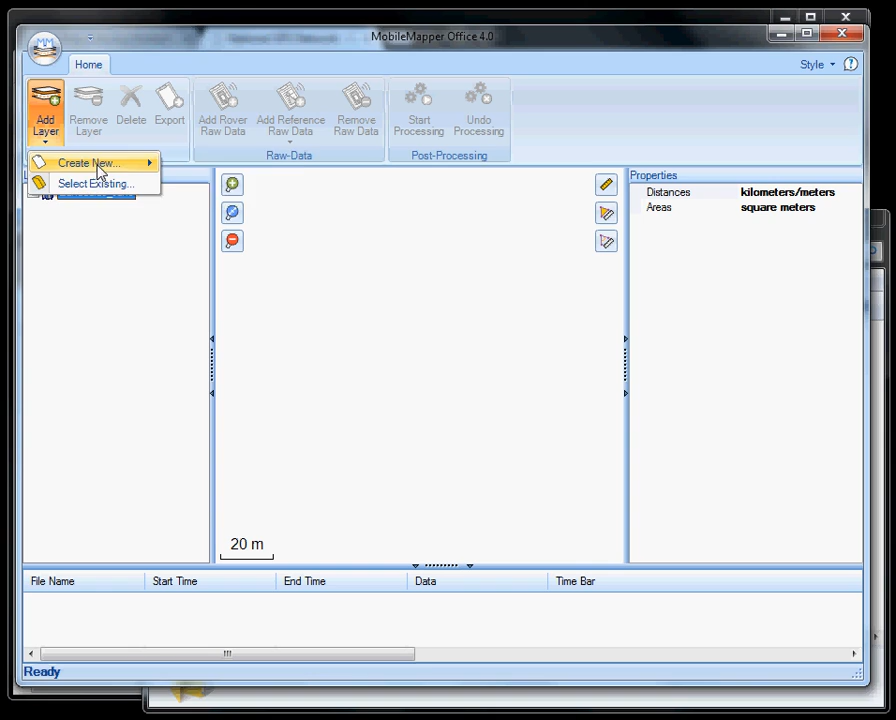 MobileMapper Office 4.0
Home
Style
Add Layer
Remove Layer
Delete
Export
Add Rover Raw Data
Add Reference Raw Data
Remove Raw Data
Start Processing
Undo Processing
Raw-Data
Post-Processing
Create New...
Select Existing...
Properties
Distances kilometers/meters
Areas square meters
20 m
File Name Start Time End Time Data Time Bar
Ready